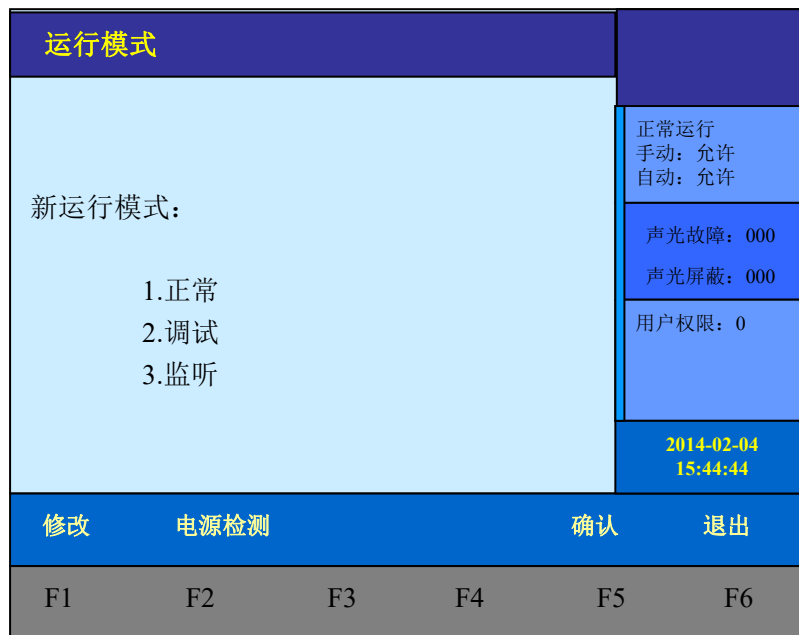 运行模式
正常运行
手动：允许
自动：允许
新运行模式：
声光故障：000
声光屏蔽：000
1.正常
2.调试
3.监听
用户权限：0
2014-02-04
15:44:44
修改 电源检测 确认 退出
F1 F2 F3 F4 F5 F6